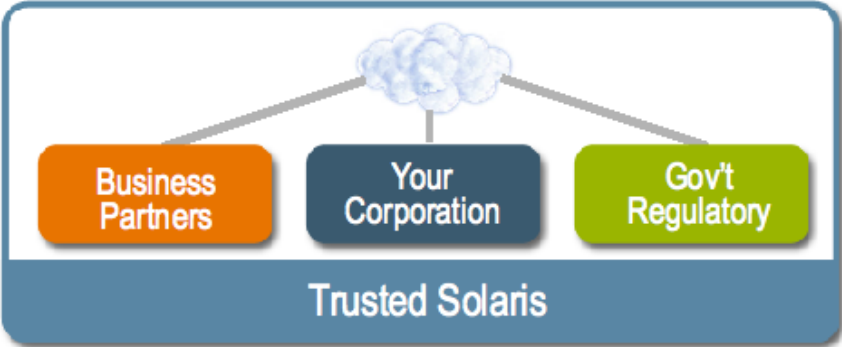 Business
Partners
Your
Corporation
Gov't
Regulatory
Trusted Solaris